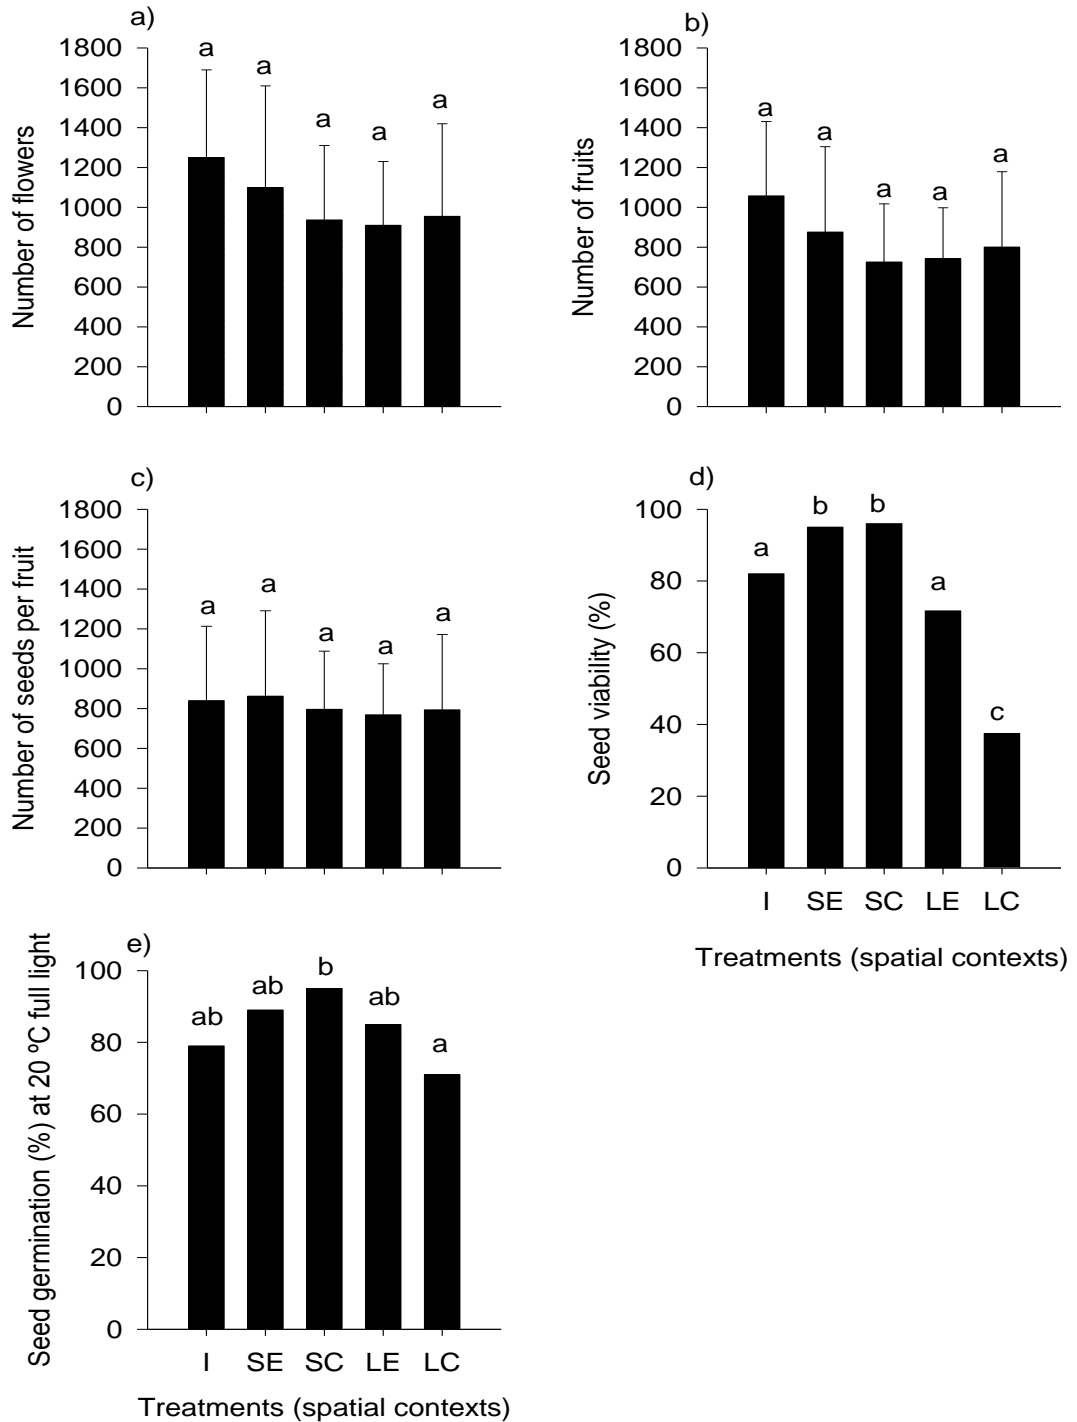 a)
Number of flowers
1800
1600
1400
1200
1000
800
600
400
200
0
a a a a a
b)
Number of fruits
1800
1600
1400
1200
1000
800
600
400
200
0
a a a a a
c)
Number of seeds per fruit
1800
1600
1400
1200
1000
800
600
400
200
0
a a a a a
d)
Seed viability (%)
100
80
60
40
20
0
a b b a c
I SE SC LE LC
Treatments (spatial contexts)
e)
Seed germination (%) at 20 ºC full light
100
80
60
40
20
0
ab ab b ab a
I SE SC LE LC
Treatments (spatial contexts)